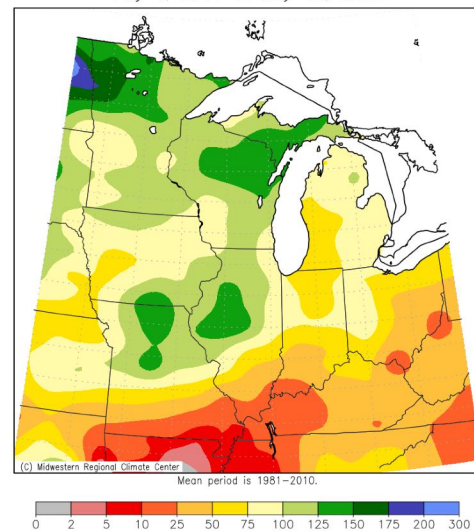 (C) Midwestern Regional Climate Center
Mean period is 1981-2010.
0 2 5 10 25 50 75 100 125 150 175 200 300